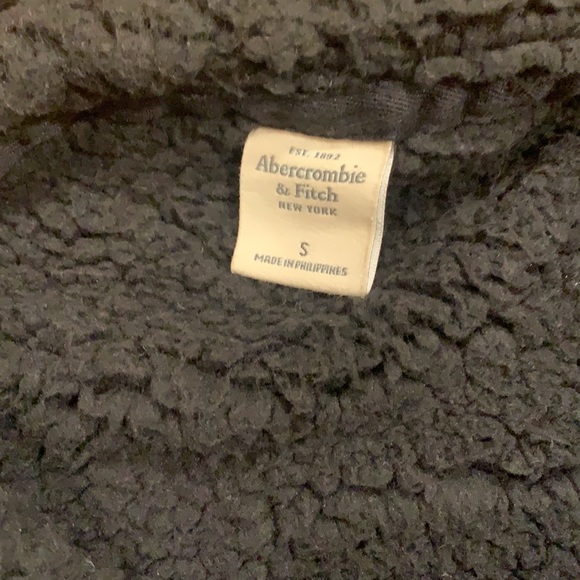 EST. 1892
Abercrombie
& Fitch
NEW YORK
S
MADE IN PHILIPPINES